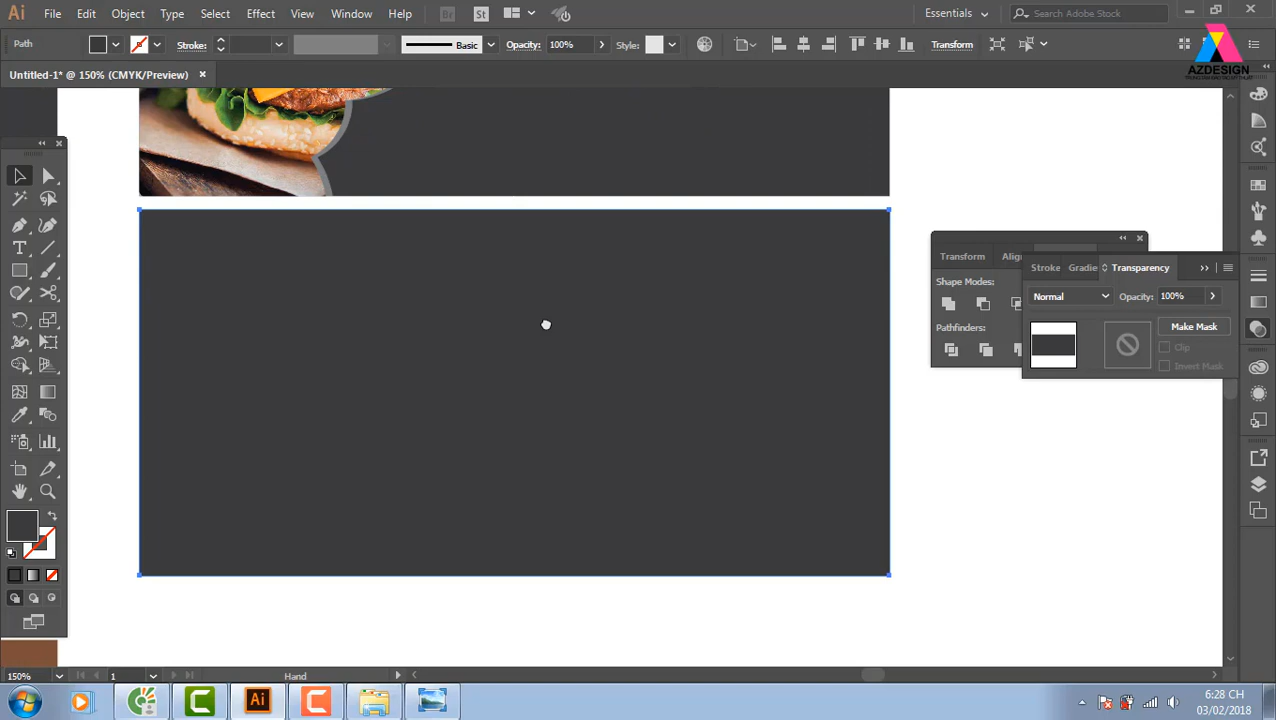 Ai File Edit Object Type Select Effect View Window Help Br St Essentials Search Adobe Stock
Path Stroke: Basic Opacity: 100% Style: Transform
Untitled-1* @ 150% (CMYK/Preview)
AZDESIGN
Transform Alig
Stroke Gradie Transparency
Shape Modes:
Normal Opacity: 100%
Pathfinders:
Make Mask
Clip
Invert Mask
150% 1 Hand
Ai
6:28 CH
03/02/2018